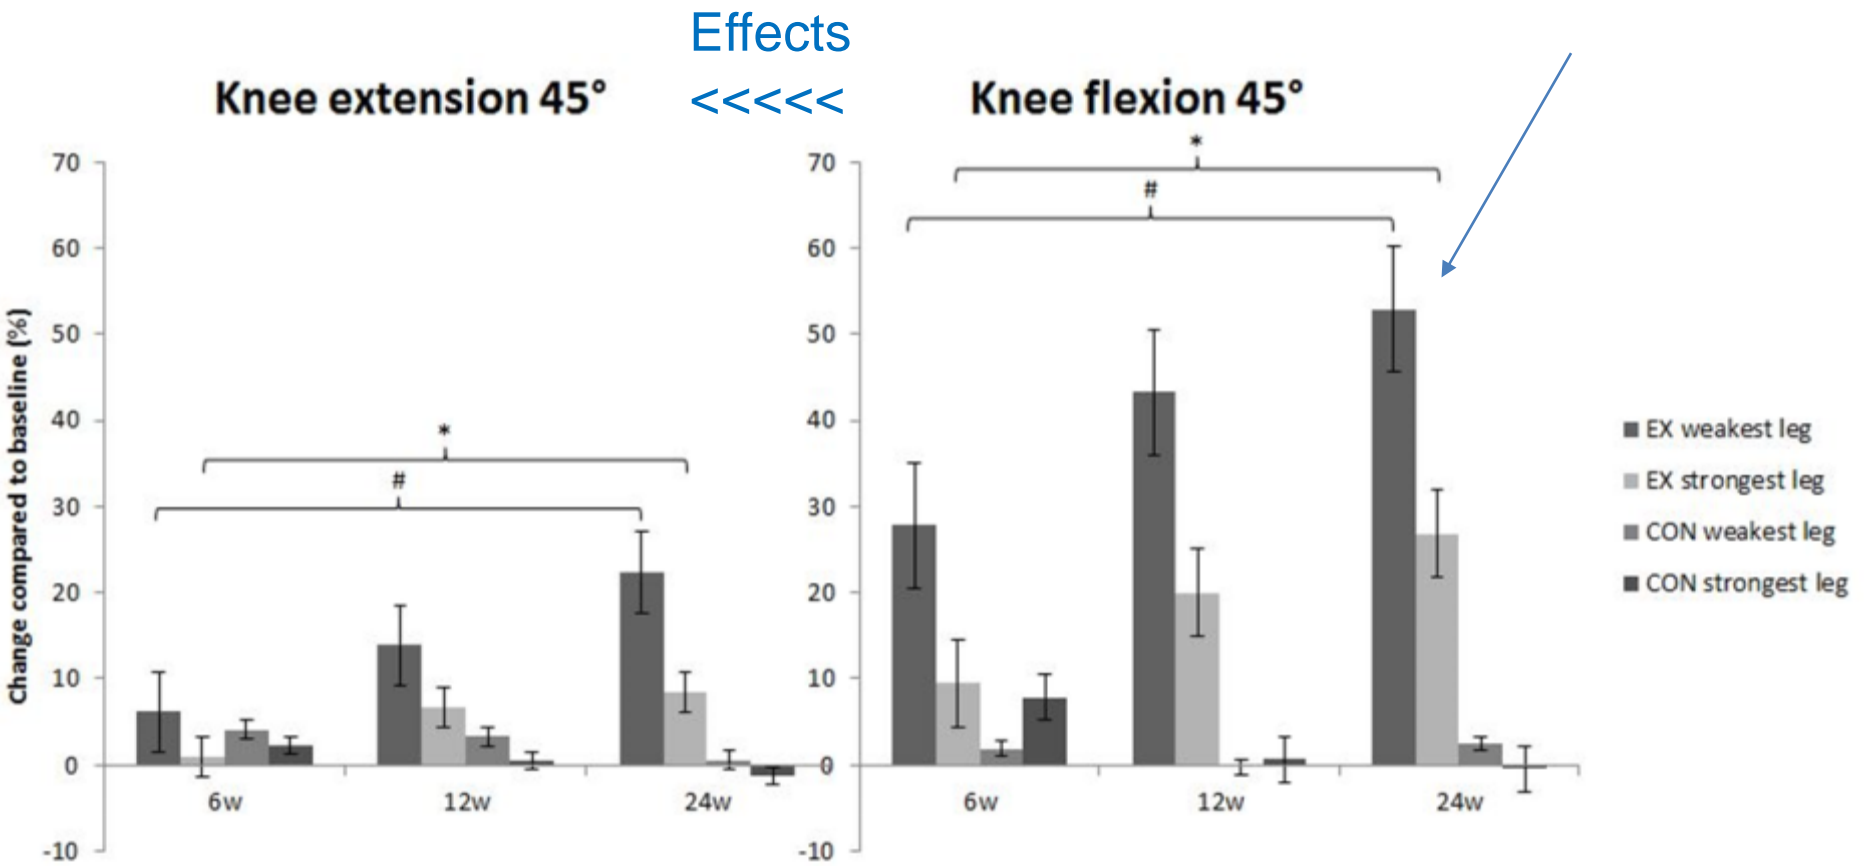 Effects
<<<<<
Knee extension 45°
Knee flexion 45°
Change compared to baseline (%)
70
60
50
40
30
20
10
0
-10
*
#
6w
12w
24w
70
60
50
40
30
20
10
0
-10
*
#
6w
12w
24w
EX weakest leg
EX strongest leg
CON weakest leg
CON strongest leg